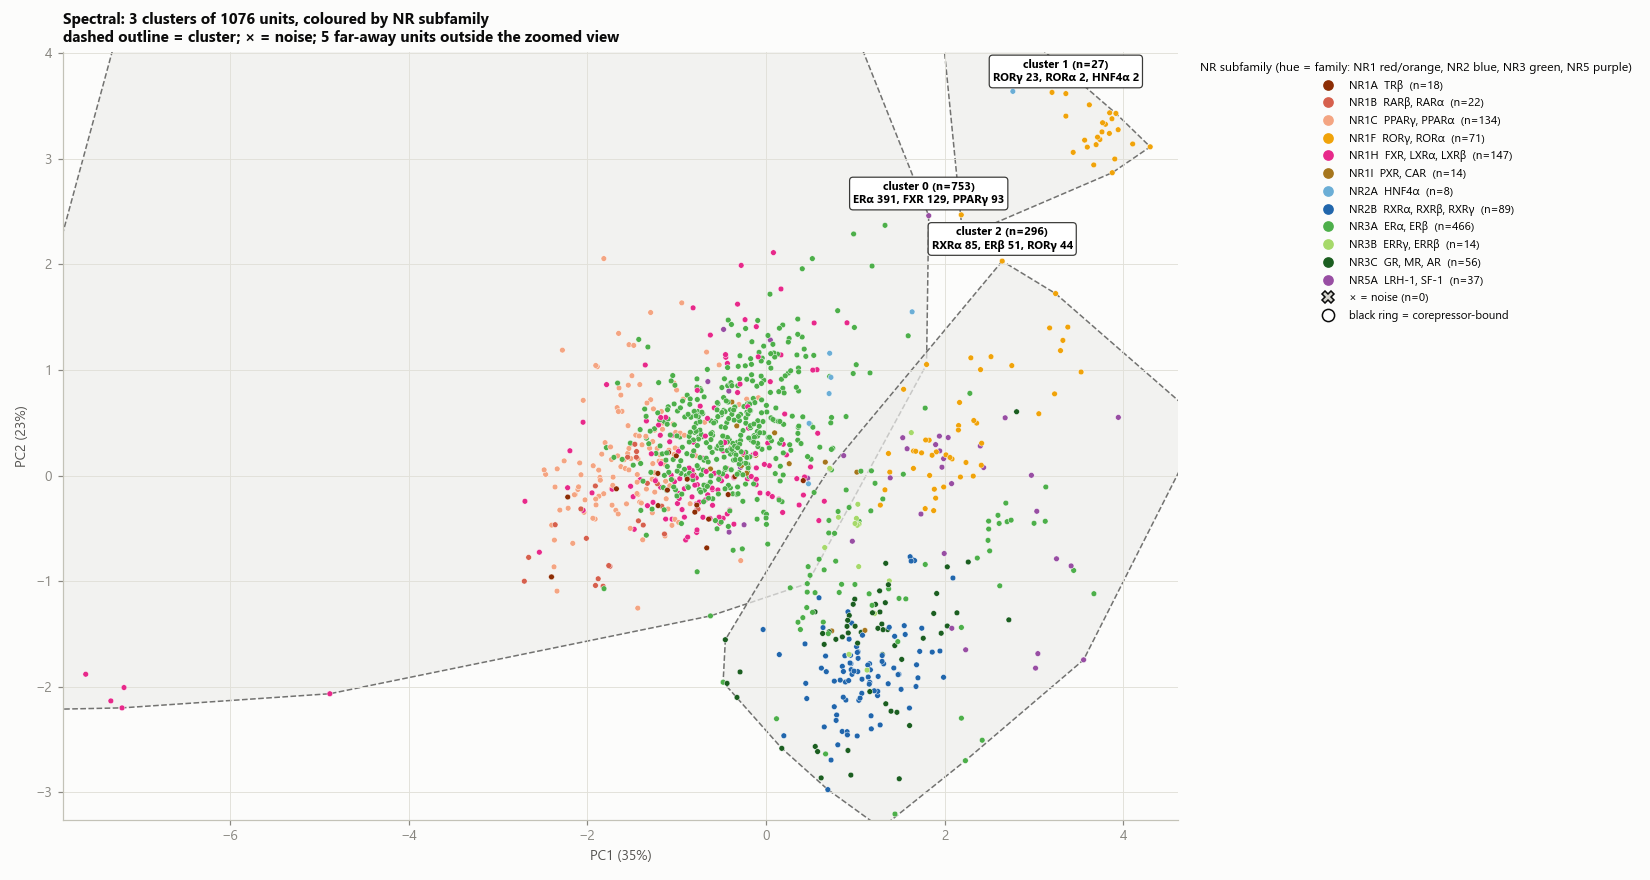 Spectral: 3 clusters of 1076 units, coloured by NR subfamily
dashed outline = cluster; × = noise; 5 far-away units outside the zoomed view
cluster 1 (n=27)
RORγ 23, RORα 2, HNF4α 2
cluster 0 (n=753)
ERα 391, FXR 129, PPARγ 93
cluster 2 (n=296)
RXRα 85, ERβ 51, RORγ 44
NR subfamily (hue = family: NR1 red/orange, NR2 blue, NR3 green, NR5 purple)
NR1A TRβ (n=18)
NR1B RARβ, RARα (n=22)
NR1C PPARγ, PPARα (n=134)
NR1F RORγ, RORα (n=71)
NR1H FXR, LXRα, LXRβ (n=147)
NR1I PXR, CAR (n=14)
NR2A HNF4α (n=8)
NR2B RXRα, RXRβ, RXRγ (n=89)
NR3A ERα, ERβ (n=466)
NR3B ERRγ, ERRβ (n=14)
NR3C GR, MR, AR (n=56)
NR5A LRH-1, SF-1 (n=37)
× = noise (n=0)
black ring = corepressor-bound
4
3
2
1
0
−1
−2
−3
PC2 (23%)
−6
−4
−2
0
2
4
PC1 (35%)